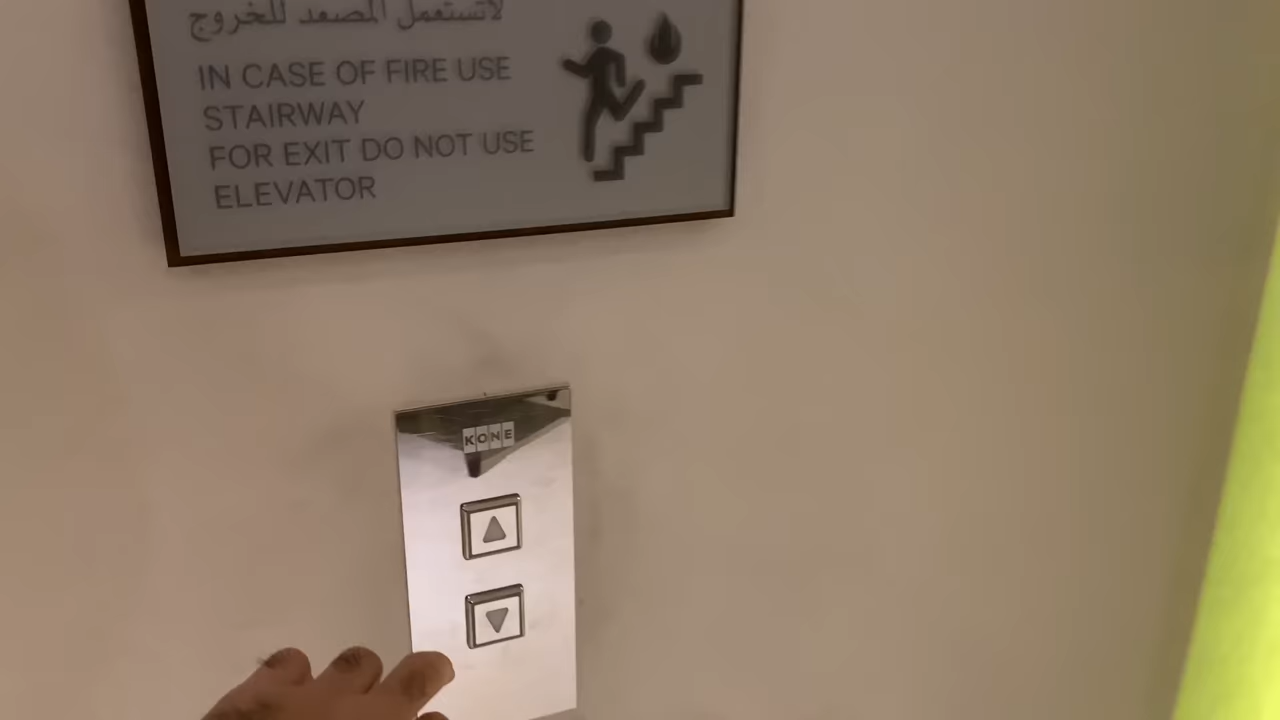 لاتستعمل المصعد للخروج
IN CASE OF FIRE USE
STAIRWAY
FOR EXIT DO NOT USE
ELEVATOR
KONE